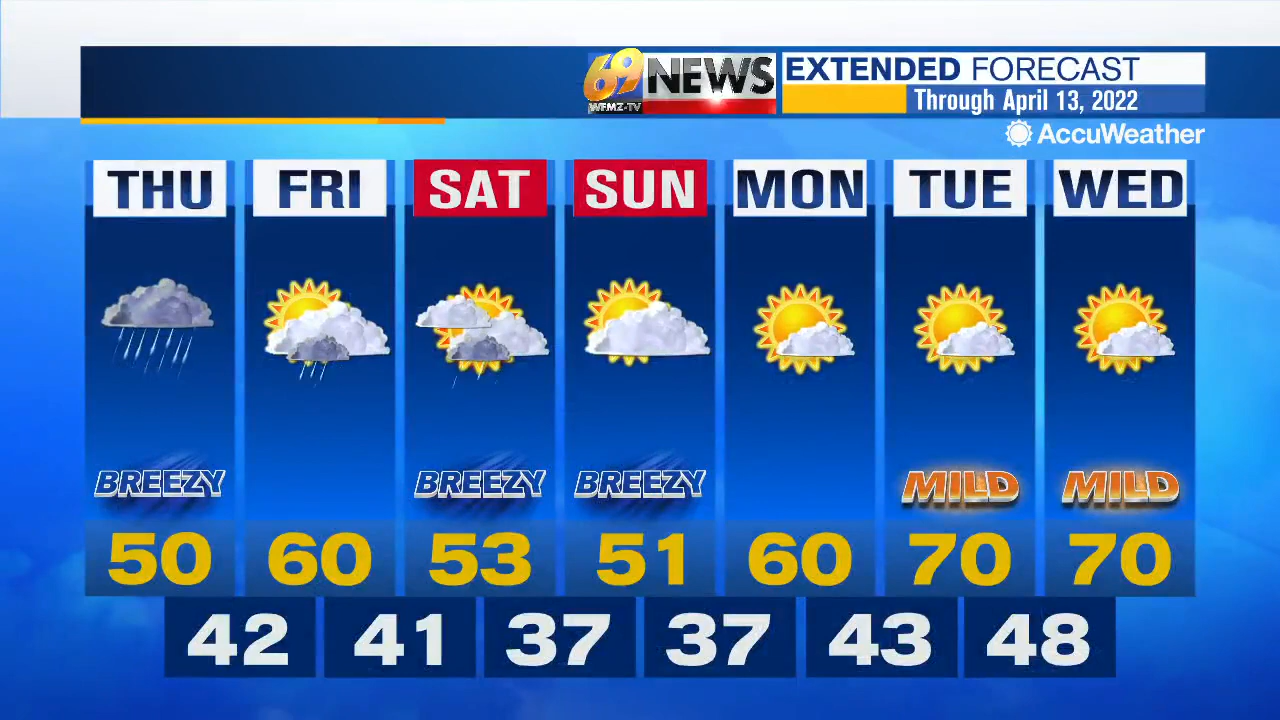 69 NEWS
WFMZ-TV
EXTENDED FORECAST
Through April 13, 2022
AccuWeather
THU FRI SAT SUN MON TUE WED
BREEZY BREEZY BREEZY MILD MILD
50 60 53 51 60 70 70
42 41 37 37 43 48